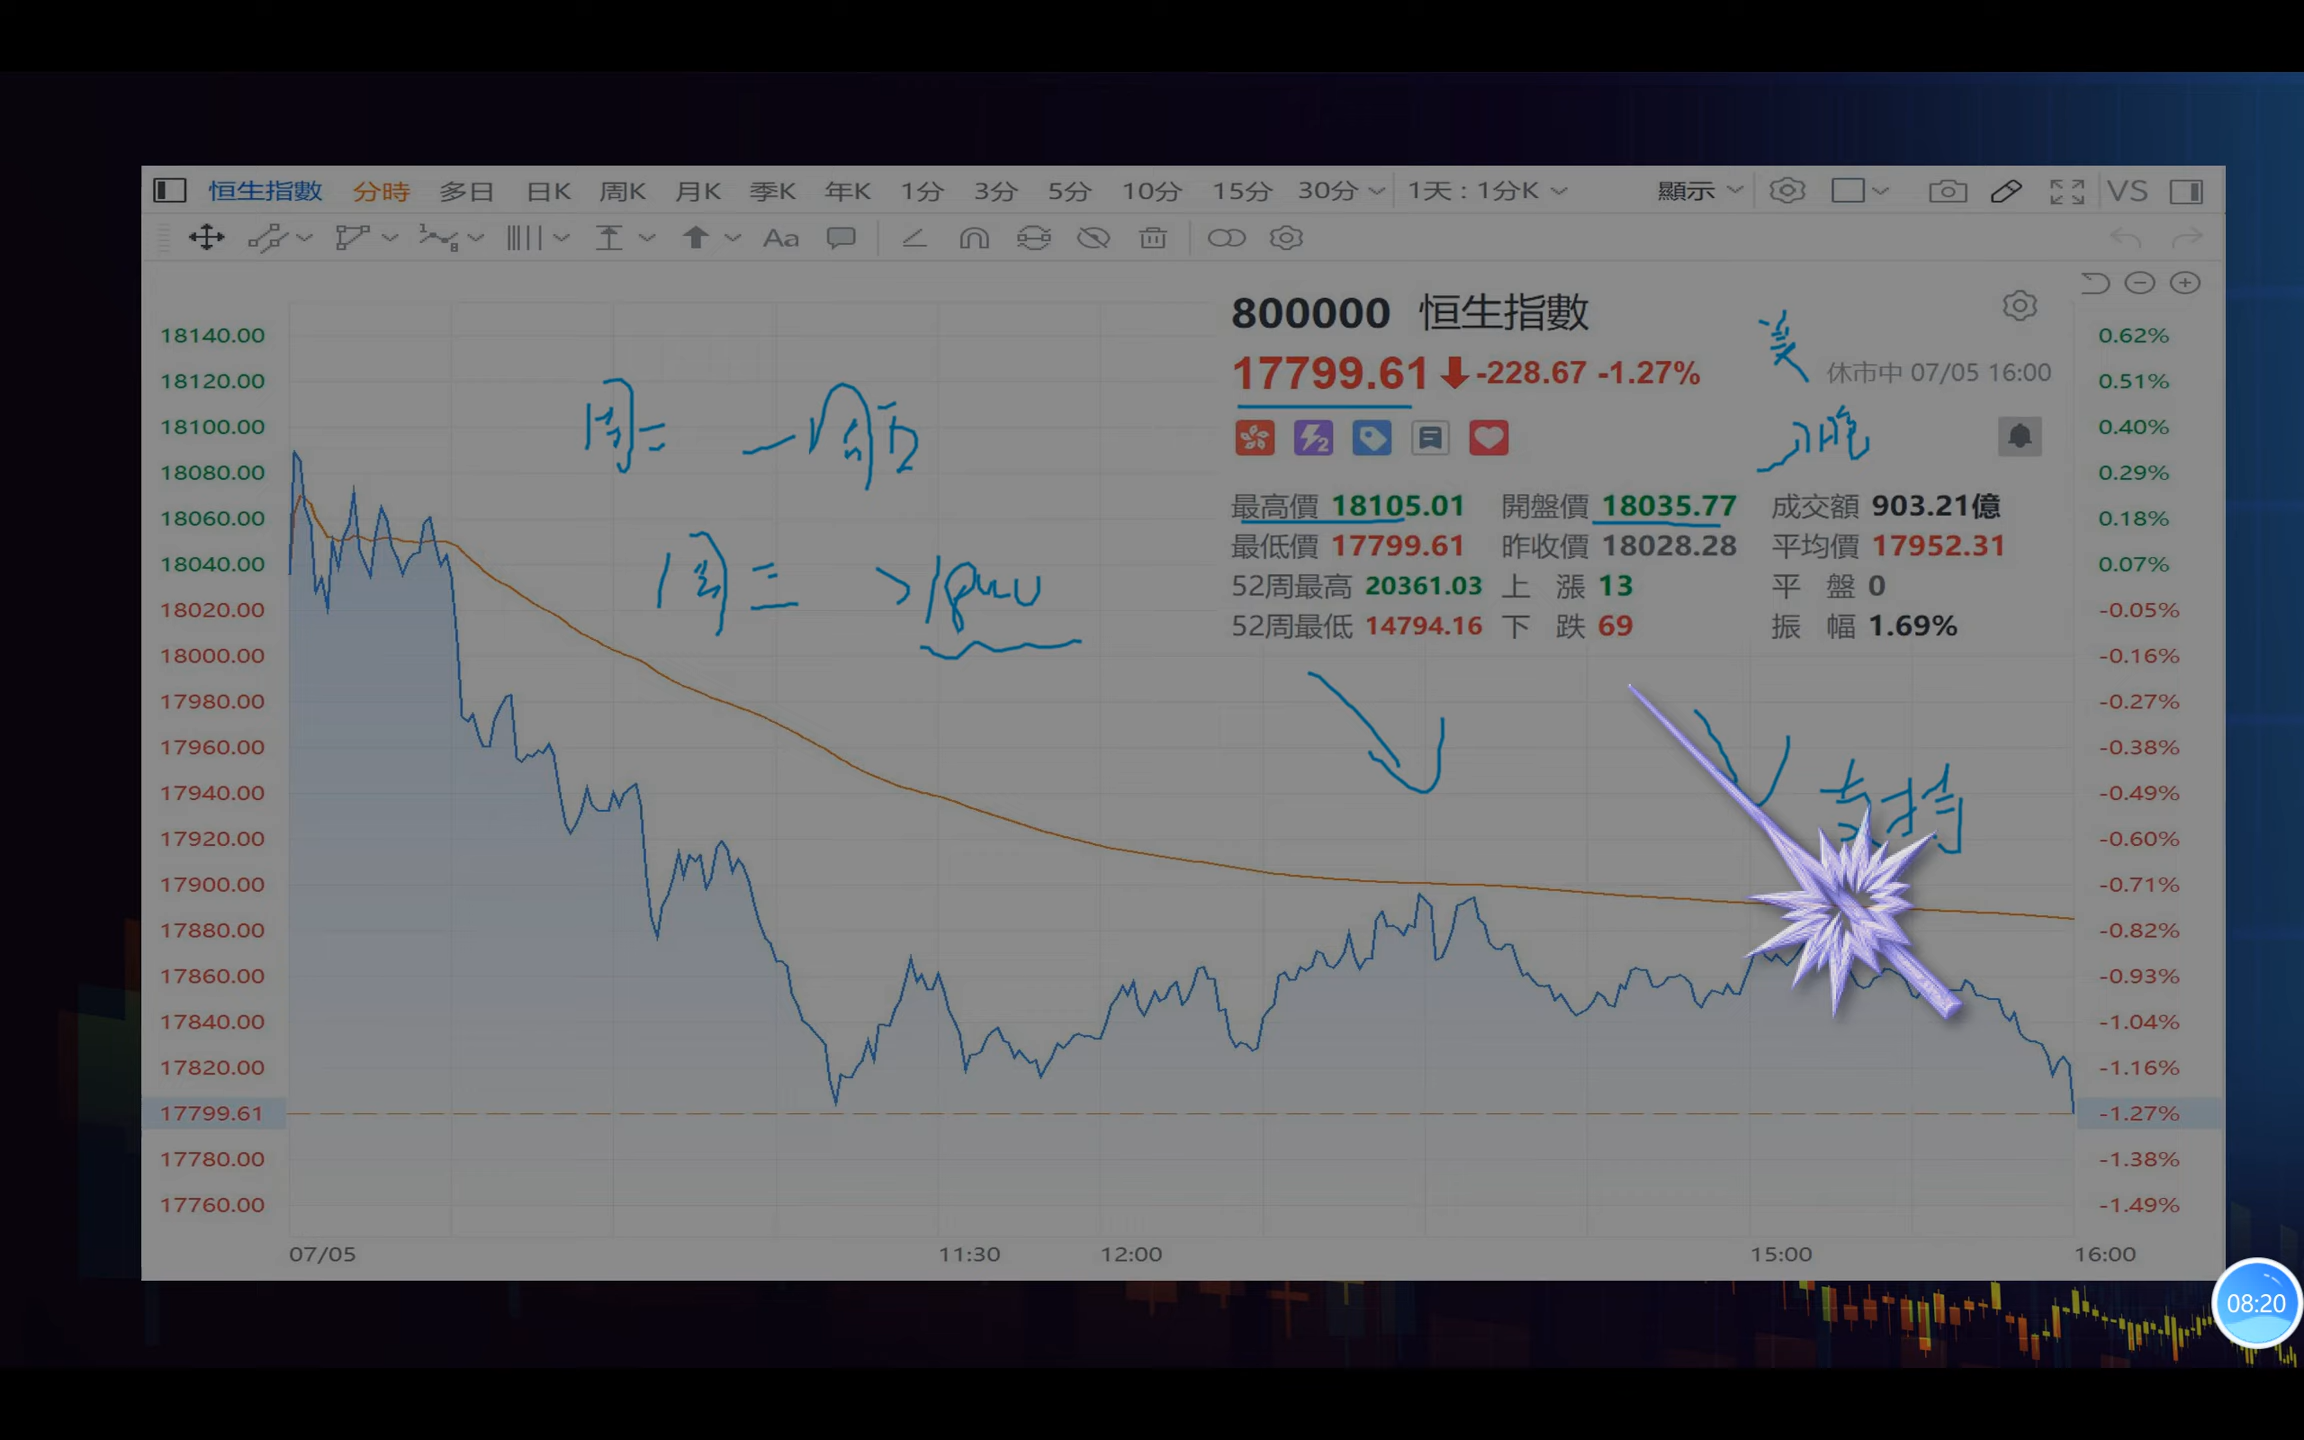 恒生指數 分時 多日 日K 周K 月K 季K 年K 1分 3分 5分 10分 15分 30分 1天：1分K 顯示 VS
Aa
800000 恒生指數
17799.61 -228.67 -1.27% 休市中 07/05 16:00
美
最高價 18105.01 開盤價 18035.77 成交額 903.21億
最低價 17799.61 昨收價 18028.28 平均價 17952.31
52周最高 20361.03 上漲 13 平盤 0
52周最低 14794.16 下跌 69 振幅 1.69%
周二
周三
支持
18140.00 0.62%
18120.00 0.51%
18100.00 0.40%
18080.00 0.29%
18060.00 0.18%
18040.00 0.07%
18020.00 -0.05%
18000.00 -0.16%
17980.00 -0.27%
17960.00 -0.38%
17940.00 -0.49%
17920.00 -0.60%
17900.00 -0.71%
17880.00 -0.82%
17860.00 -0.93%
17840.00 -1.04%
17820.00 -1.16%
17799.61 -1.27%
17780.00 -1.38%
17760.00 -1.49%
07/05 11:30 12:00 15:00 16:00
08:20